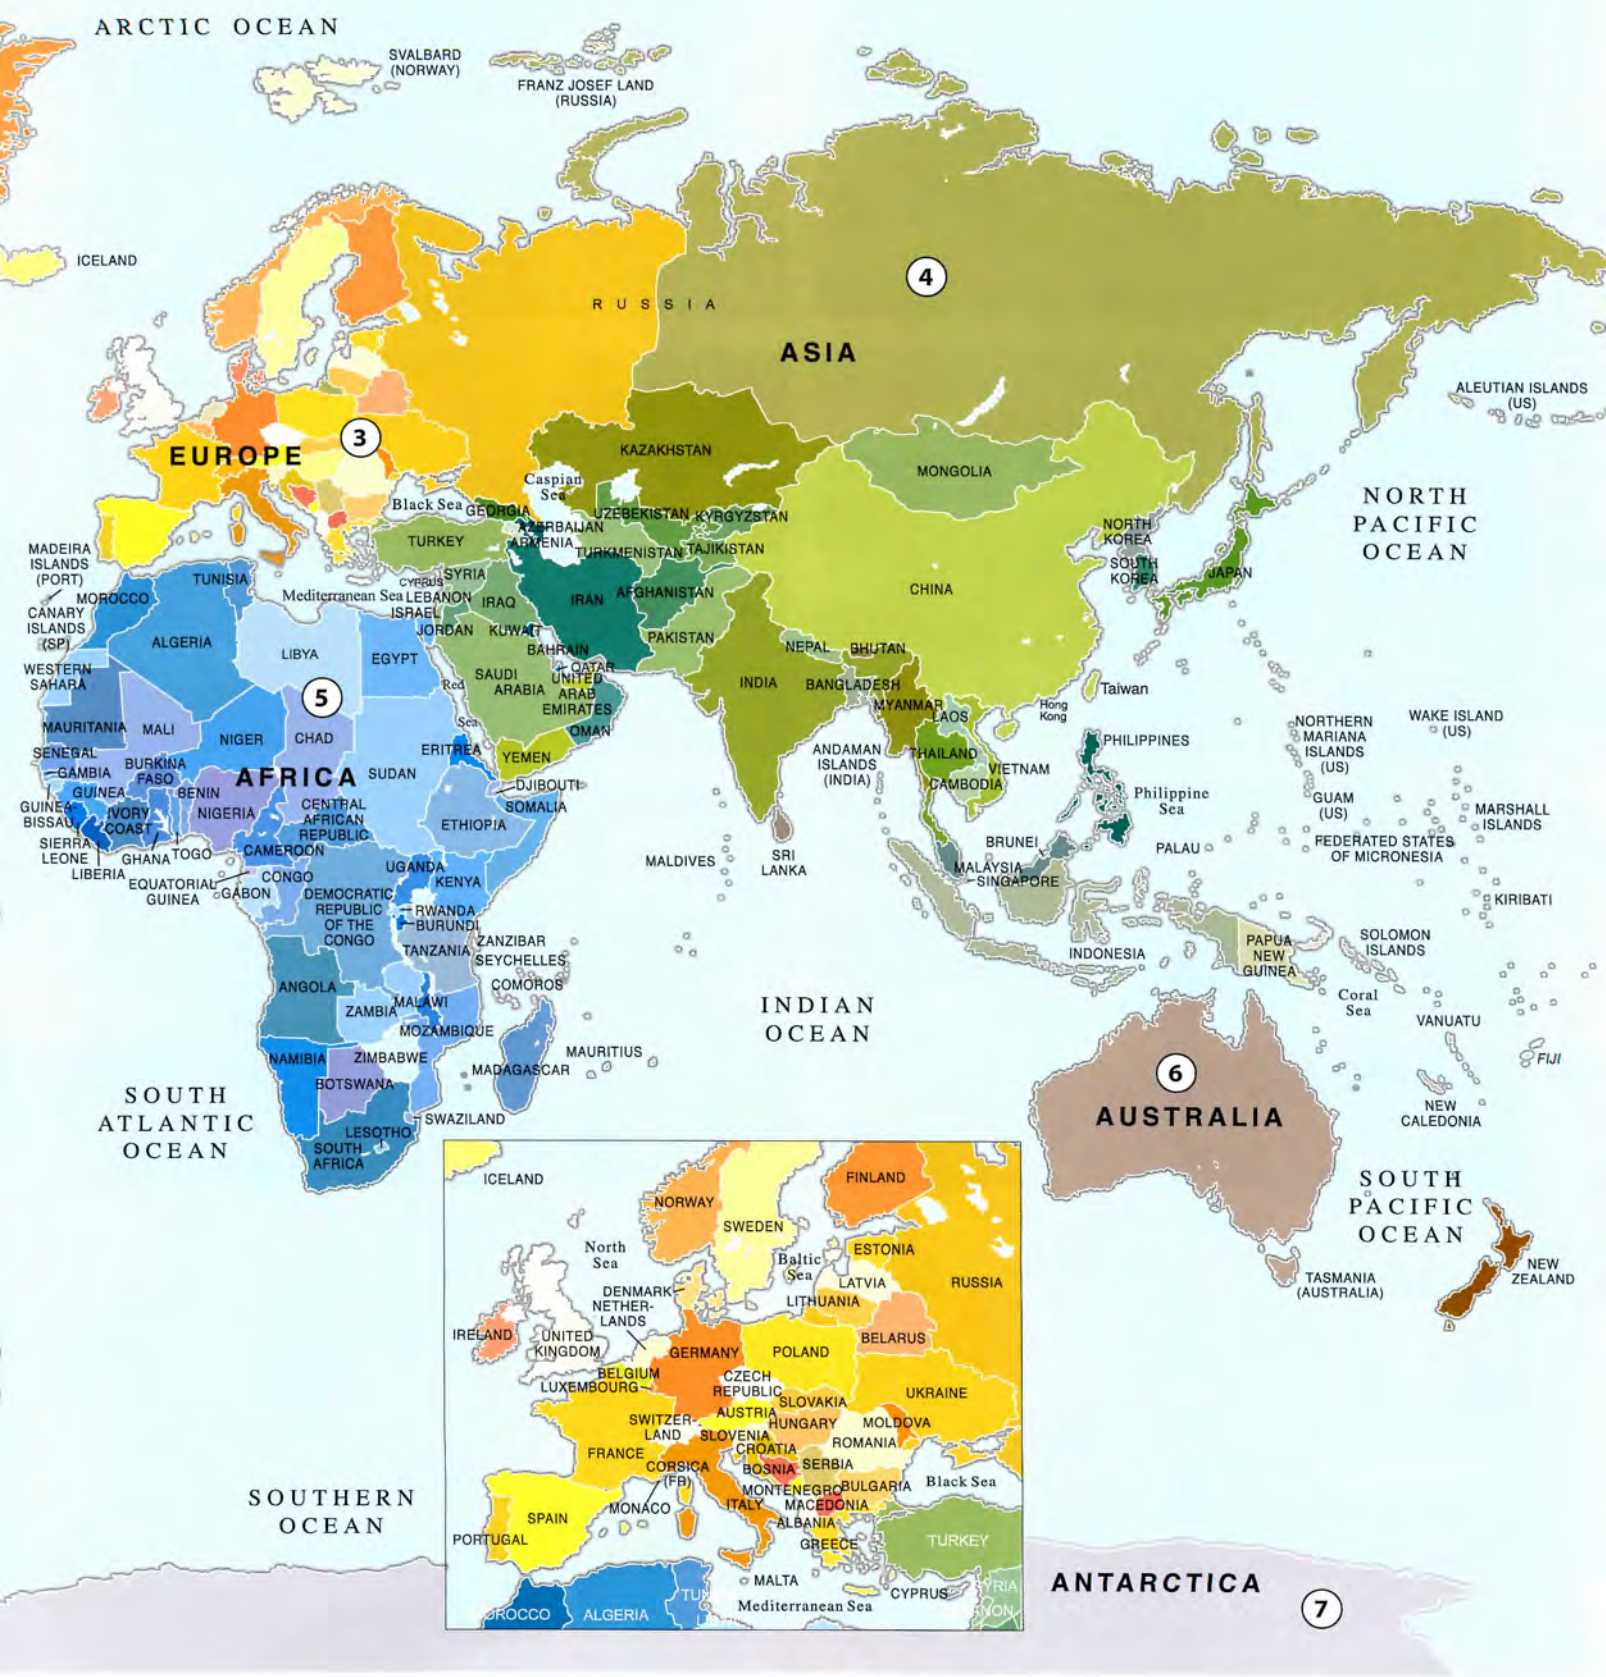 ARCTIC OCEAN
SVALBARD
(NORWAY)
FRANZ JOSEF LAND
(RUSSIA)
ICELAND
RUSSIA
4
ASIA
ALEUTIAN ISLANDS
(US)
3
EUROPE
KAZAKHSTAN
MONGOLIA
Caspian
Sea
Black Sea
GEORGIA
UZEBEKISTAN
KYRGYZSTAN
NORTH
PACIFIC
OCEAN
AZERBAIJAN
ARMENIA
TURKEY
TURKMENISTAN
TAJIKISTAN
NORTH
KOREA
SOUTH
KOREA
JAPAN
MADEIRA
ISLANDS
(PORT)
TUNISIA
MOROCCO
Mediterranean Sea
CYPRUS
SYRIA
LEBANON
ISRAEL
IRAQ
IRAN
AFGHANISTAN
CHINA
CANARY
ISLANDS
(SP)
ALGERIA
LIBYA
EGYPT
JORDAN
KUWAIT
PAKISTAN
BAHRAIN
NEPAL
BHUTAN
WESTERN
SAHARA
5
SAUDI
ARABIA
QATAR
UNITED
ARAB
EMIRATES
OMAN
INDIA
BANGLADESH
MYANMAR
LAOS
Hong
Kong
Taiwan
Red
Sea
MAURITANIA
MALI
NIGER
CHAD
SUDAN
ERITREA
YEMEN
DJIBOUTI
SOMALIA
ETHIOPIA
SENEGAL
GAMBIA
GUINEA-
BISSAU
GUINEA
BURKINA
FASO
BENIN
AFRICA
NIGERIA
IVORY
COAST
SIERRA
LEONE
LIBERIA
GHANA
TOGO
CENTRAL
AFRICAN
REPUBLIC
CAMEROON
EQUATORIAL
GUINEA
GABON
CONGO
DEMOCRATIC
REPUBLIC
OF THE
CONGO
UGANDA
KENYA
RWANDA
BURUNDI
TANZANIA
ZANZIBAR
SEYCHELLES
COMOROS
ANGOLA
ZAMBIA
MALAWI
MOZAMBIQUE
NAMIBIA
ZIMBABWE
BOTSWANA
MADAGASCAR
MAURITIUS
SWAZILAND
LESOTHO
SOUTH
AFRICA
ANDAMAN
ISLANDS
(INDIA)
THAILAND
VIETNAM
CAMBODIA
PHILIPPINES
Philippine
Sea
NORTHERN
MARIANA
ISLANDS
(US)
WAKE ISLAND
(US)
GUAM
(US)
MARSHALL
ISLANDS
FEDERATED STATES
OF MICRONESIA
PALAU
MALDIVES
SRI
LANKA
BRUNEI
MALAYSIA
SINGAPORE
KIRIBATI
INDONESIA
PAPUA
NEW
GUINEA
SOLOMON
ISLANDS
Coral
Sea
VANUATU
FIJI
NEW
CALEDONIA
INDIAN
OCEAN
6
AUSTRALIA
SOUTH
ATLANTIC
OCEAN
SOUTH
PACIFIC
OCEAN
TASMANIA
(AUSTRALIA)
NEW
ZEALAND
ICELAND
NORWAY
SWEDEN
FINLAND
North
Sea
Baltic
Sea
ESTONIA
LATVIA
LITHUANIA
RUSSIA
DENMARK
NETHER-
LANDS
IRELAND
UNITED
KINGDOM
BELARUS
GERMANY
POLAND
BELGIUM
LUXEMBOURG
CZECH
REPUBLIC
UKRAINE
SLOVAKIA
AUSTRIA
HUNGARY
MOLDOVA
SWITZER-
LAND
SLOVENIA
CROATIA
ROMANIA
FRANCE
CORSICA
(FR)
BOSNIA
SERBIA
MONTENEGRO
BULGARIA
Black Sea
MONACO
ITALY
MACEDONIA
ALBANIA
SPAIN
PORTUGAL
GREECE
TURKEY
MALTA
CYPRUS
Mediterranean Sea
OROCCO
ALGERIA
TU
YRIA
NON
SOUTHERN
OCEAN
ANTARCTICA
7